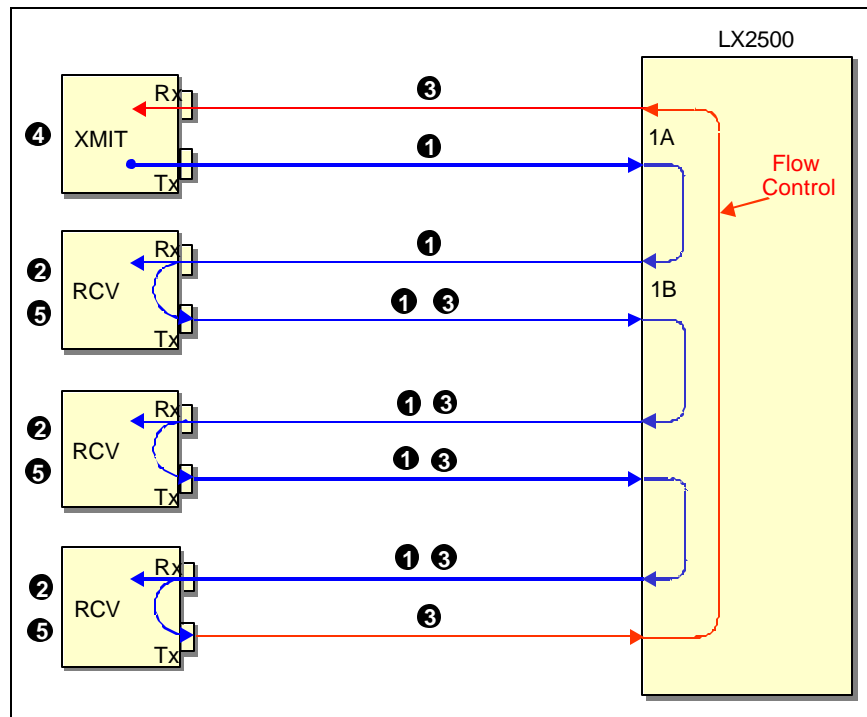 LX2500
Rx
❸
❹
XMIT
❶
1A
Tx
Flow
Control
Rx
❶
❷
RCV
1B
❺
❶ ❸
Tx
Rx
❶ ❸
❷
RCV
❺
❶ ❸
Tx
Rx
❶ ❸
❷
RCV
❺
❸
Tx